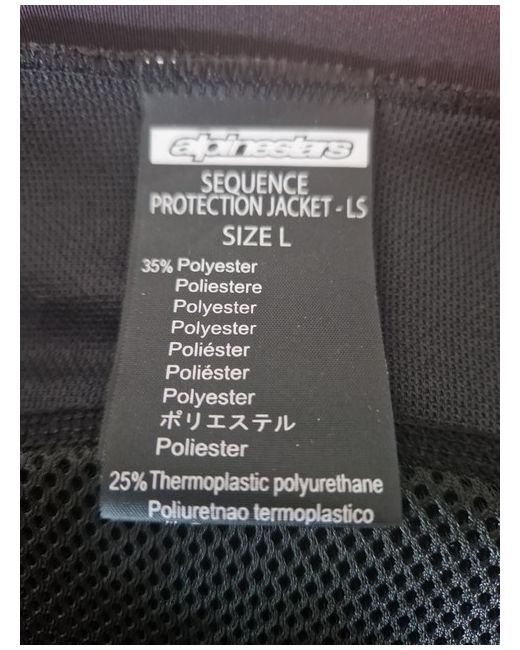 alpinestars
SEQUENCE
PROTECTION JACKET - LS
SIZE L
35% Polyester
Poliestere
Polyester
Polyester
Poliéster
Poliéster
Polyester
ポリエステル
Poliester
25% Thermoplastic polyurethane
Poliuretnao termoplastico